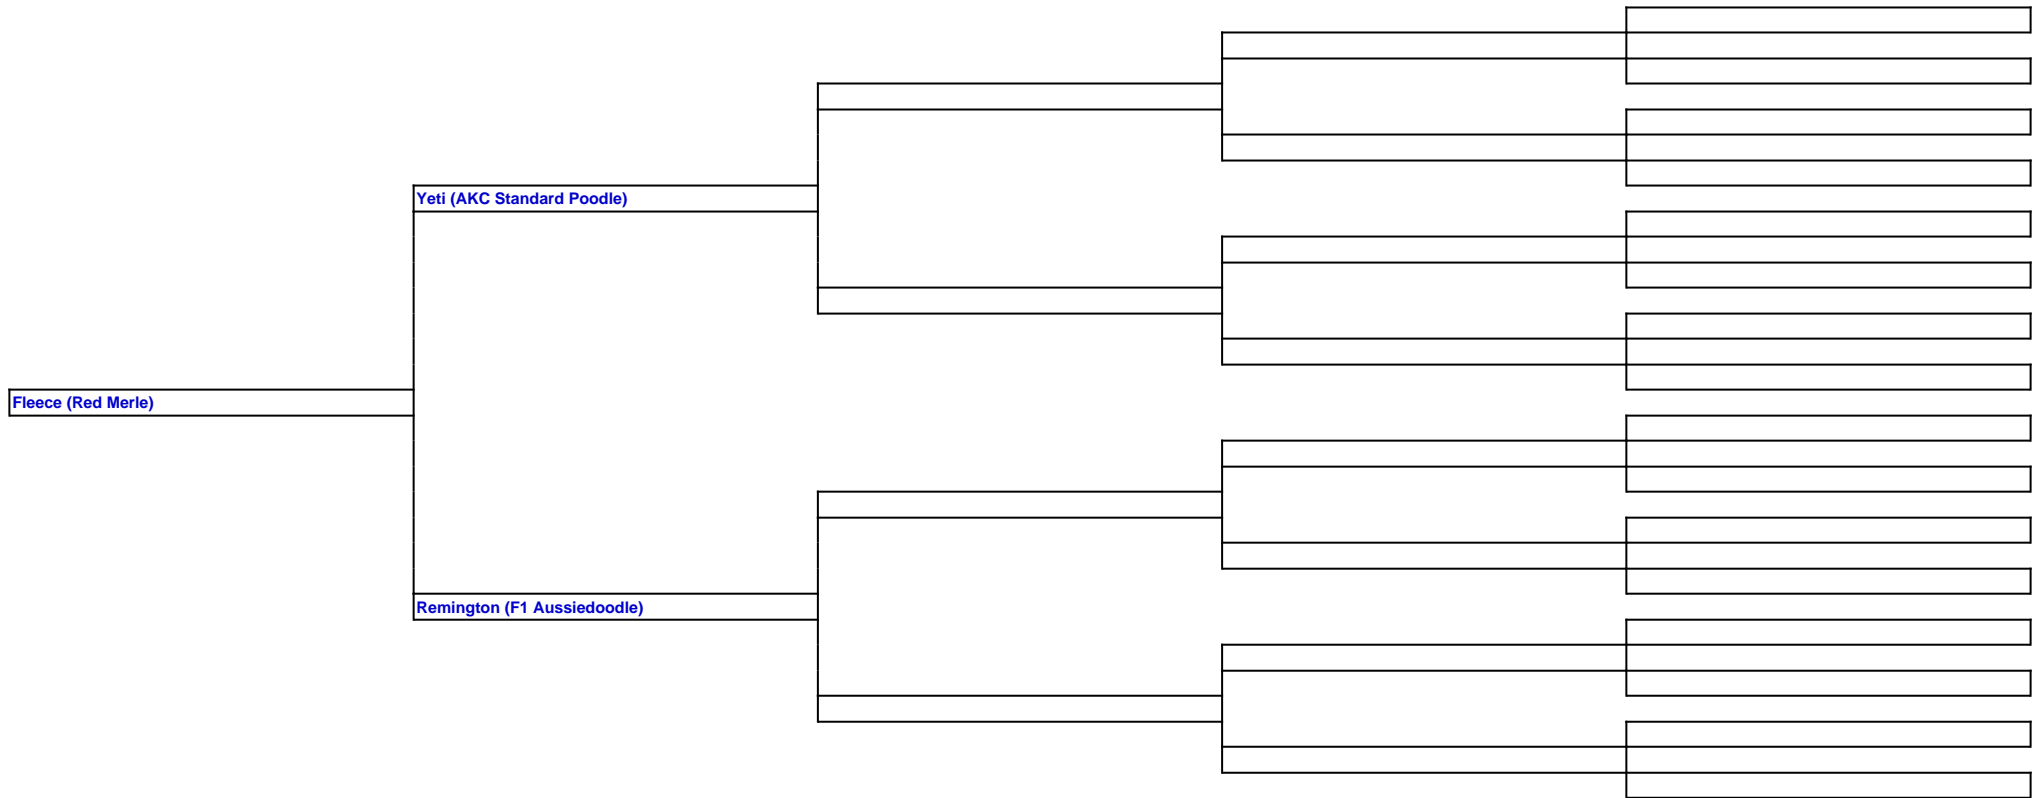 Yeti (AKC Standard Poodle)
Fleece (Red Merle)
Remington (F1 Aussiedoodle)